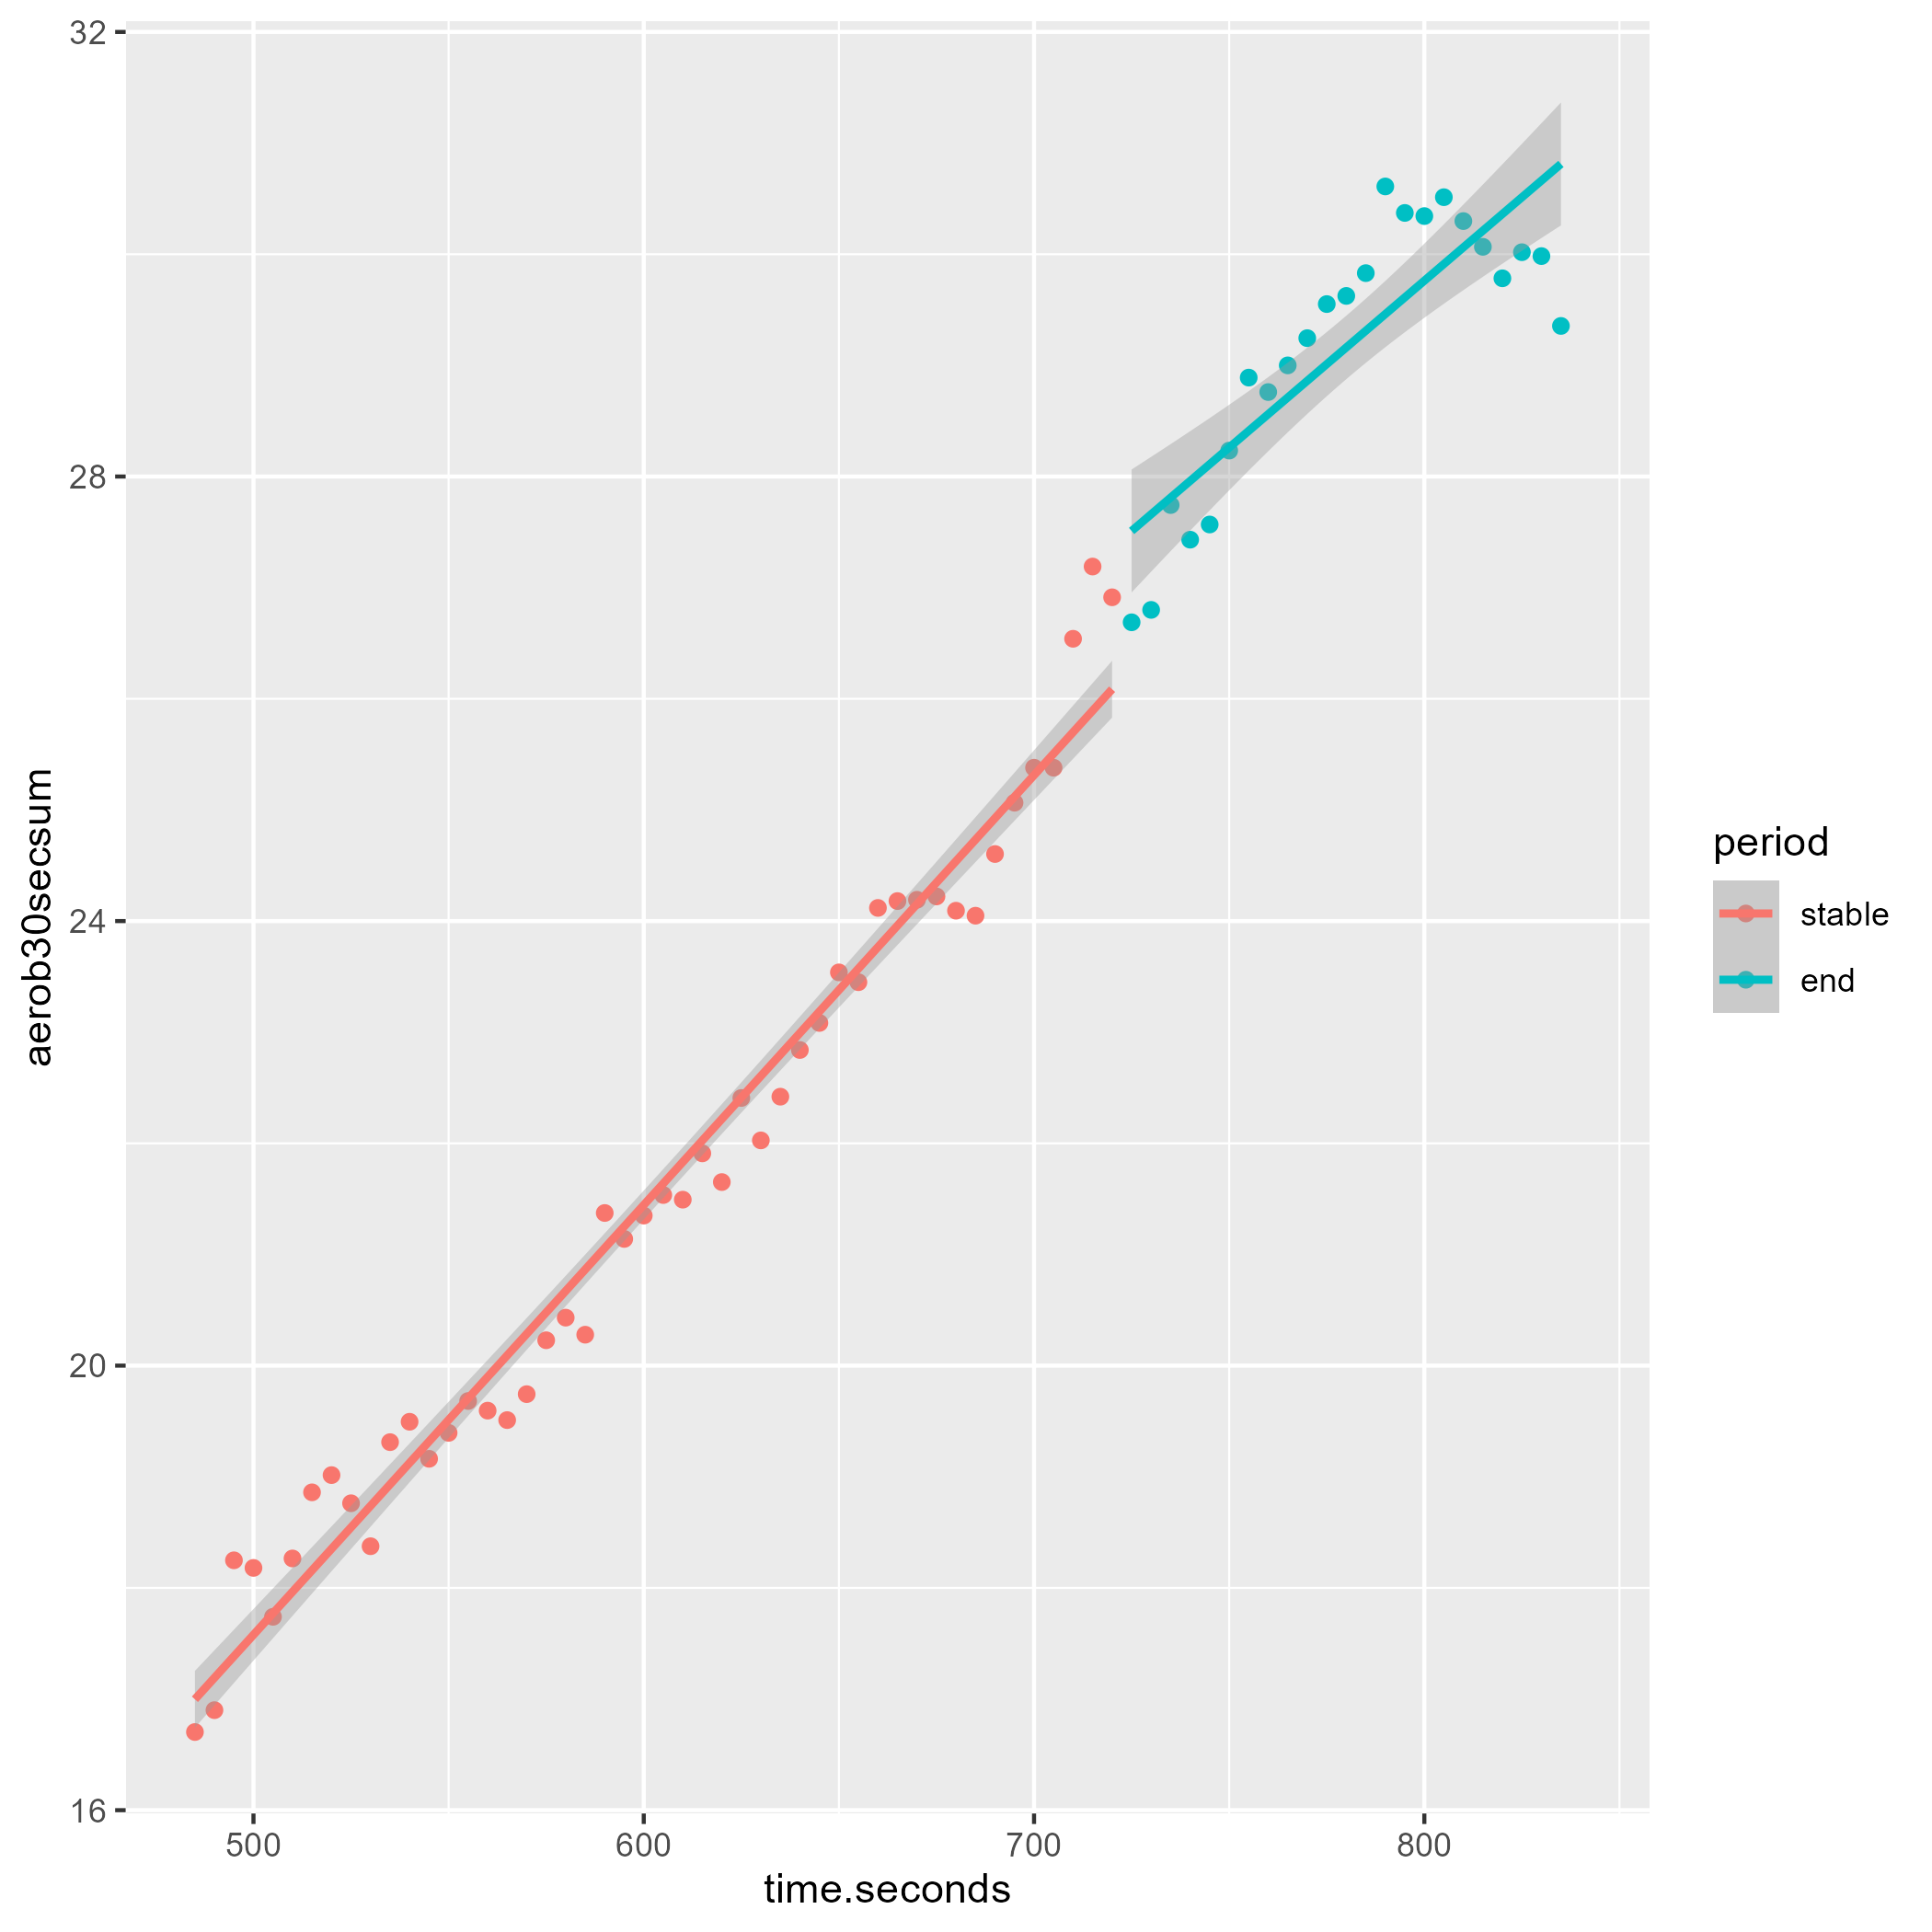 32
28
24
20
16
500 600 700 800
time.seconds
aerob30secsum
period
stable
end